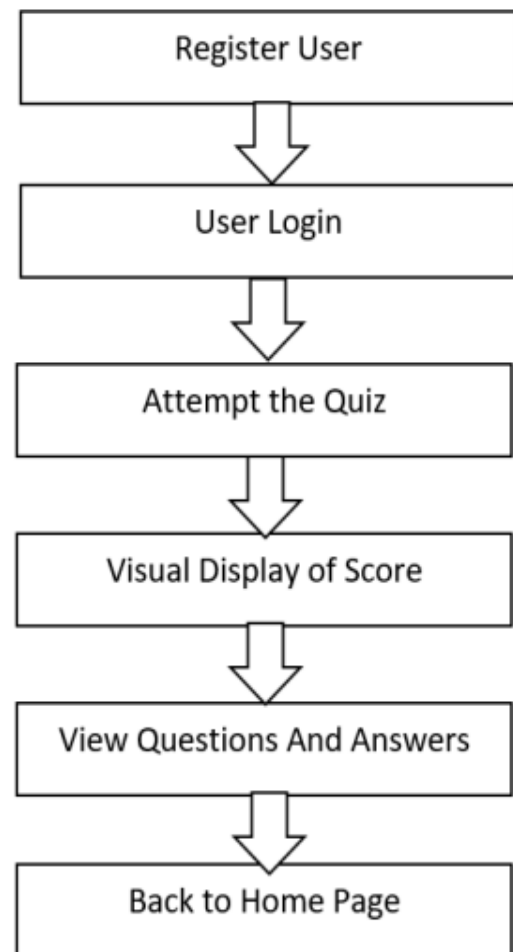 Register User
User Login
Attempt the Quiz
Visual Display of Score
View Questions And Answers
Back to Home Page